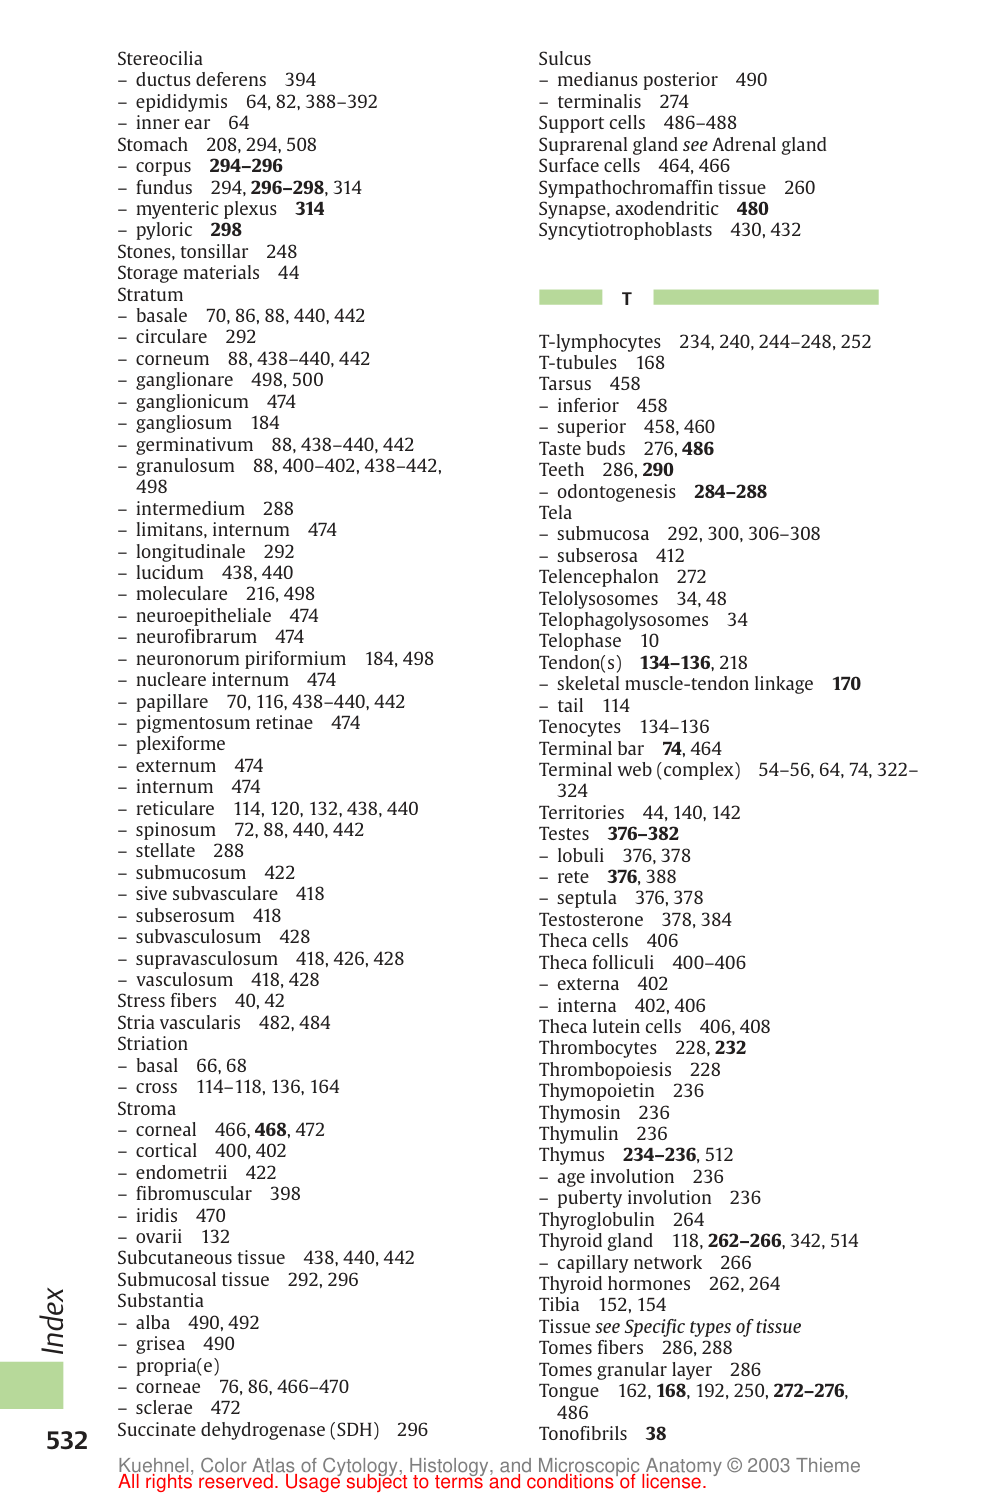 Stereocilia
– ductus deferens 394
– epididymis 64, 82, 388–392
– inner ear 64
Stomach 208, 294, 508
– corpus 294–296
– fundus 294, 296–298, 314
– myenteric plexus 314
– pyloric 298
Stones, tonsillar 248
Storage materials 44
Stratum
– basale 70, 86, 88, 440, 442
– circulare 292
– corneum 88, 438–440, 442
– ganglionare 498, 500
– ganglionicum 474
– gangliosum 184
– germinativum 88, 438–440, 442
– granulosum 88, 400–402, 438–442,
498
– intermedium 288
– limitans, internum 474
– longitudinale 292
– lucidum 438, 440
– moleculare 216, 498
– neuroepitheliale 474
– neurofibrarum 474
– neuronorum piriformium 184, 498
– nucleare internum 474
– papillare 70, 116, 438–440, 442
– pigmentosum retinae 474
– plexiforme
– externum 474
– internum 474
– reticulare 114, 120, 132, 438, 440
– spinosum 72, 88, 440, 442
– stellate 288
– submucosum 422
– sive subvasculare 418
– subserosum 418
– subvasculosum 428
– supravasculosum 418, 426, 428
– vasculosum 418, 428
Stress fibers 40, 42
Stria vascularis 482, 484
Striation
– basal 66, 68
– cross 114–118, 136, 164
Stroma
– corneal 466, 468, 472
– cortical 400, 402
– endometrii 422
– fibromuscular 398
– iridis 470
– ovarii 132
Subcutaneous tissue 438, 440, 442
Submucosal tissue 292, 296
Substantia
– alba 490, 492
– grisea 490
– propria(e)
– corneae 76, 86, 466–470
– sclerae 472
Succinate dehydrogenase (SDH) 296
Sulcus
– medianus posterior 490
– terminalis 274
Support cells 486–488
Suprarenal gland see Adrenal gland
Surface cells 464, 466
Sympathochromaffin tissue 260
Synapse, axodendritic 480
Syncytiotrophoblasts 430, 432
T
T-lymphocytes 234, 240, 244–248, 252
T-tubules 168
Tarsus 458
– inferior 458
– superior 458, 460
Taste buds 276, 486
Teeth 286, 290
– odontogenesis 284–288
Tela
– submucosa 292, 300, 306–308
– subserosa 412
Telencephalon 272
Telolysosomes 34, 48
Telophagolysosomes 34
Telophase 10
Tendon(s) 134–136, 218
– skeletal muscle-tendon linkage 170
– tail 114
Tenocytes 134–136
Terminal bar 74, 464
Terminal web (complex) 54–56, 64, 74, 322–
324
Territories 44, 140, 142
Testes 376–382
– lobuli 376, 378
– rete 376, 388
– septula 376, 378
Testosterone 378, 384
Theca cells 406
Theca folliculi 400–406
– externa 402
– interna 402, 406
Theca lutein cells 406, 408
Thrombocytes 228, 232
Thrombopoiesis 228
Thymopoietin 236
Thymosin 236
Thymulin 236
Thymus 234–236, 512
– age involution 236
– puberty involution 236
Thyroglobulin 264
Thyroid gland 118, 262–266, 342, 514
– capillary network 266
Thyroid hormones 262, 264
Tibia 152, 154
Tissue see Specific types of tissue
Tomes fibers 286, 288
Tomes granular layer 286
Tongue 162, 168, 192, 250, 272–276,
486
Tonofibrils 38
Index
532
Kuehnel, Color Atlas of Cytology, Histology, and Microscopic Anatomy © 2003 Thieme
All rights reserved. Usage subject to terms and conditions of license.